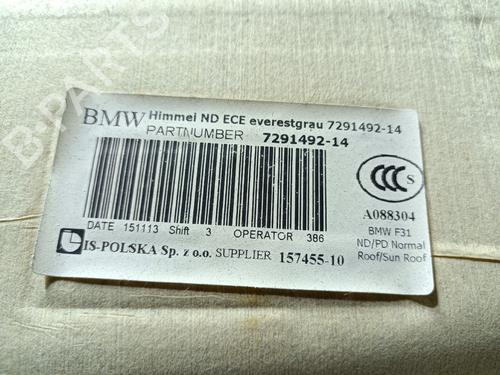 B-PARTS
BMW Himmel ND ECE everestgrau 7291492-14
PARTNUMBER 7291492-14
DATE 151113 Shift 3 OPERATOR 386
IS-POLSKA Sp. z o.o. SUPPLIER 157455-10
CCC S
A088304
BMW F31
ND/PD Normal
Roof/Sun Roof